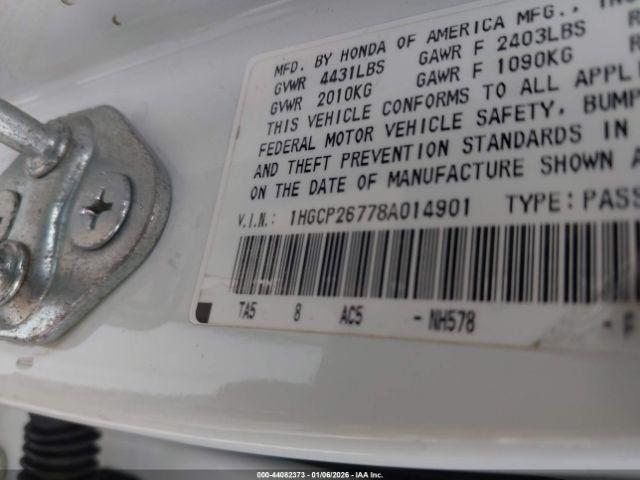 MFD. BY HONDA OF AMERICA MFG., INC
GVWR 4431LBS GAWR F 2403LBS
GVWR 2010KG GAWR F 1090KG
THIS VEHICLE CONFORMS TO ALL APPLI
FEDERAL MOTOR VEHICLE SAFETY, BUMP
AND THEFT PREVENTION STANDARDS IN
ON THE DATE OF MANUFACTURE SHOWN A
V.I.N.: 1HGCP26778A014901 TYPE: PASS
TA5 8 AC5 -NH578
000-44082373 - 01/06/2026 - IAA Inc.